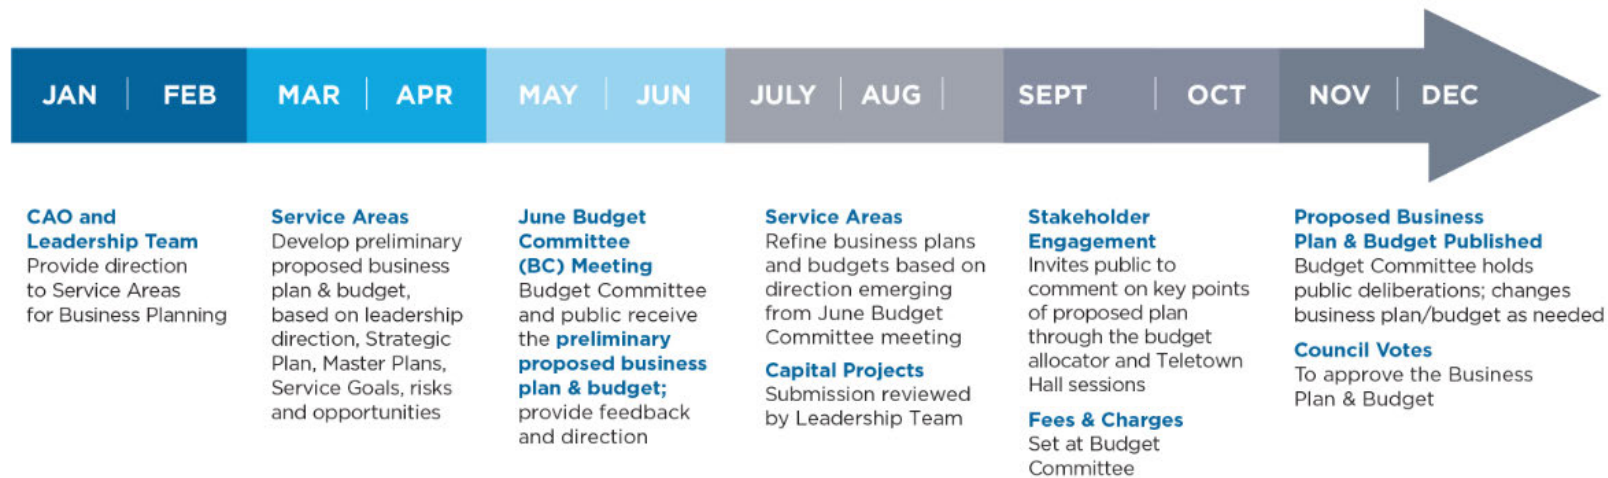 JAN FEB MAR APR MAY JUN JULY AUG SEPT OCT NOV DEC
CAO and
Leadership Team
Provide direction
to Service Areas
for Business Planning
Service Areas
Develop preliminary
proposed business
plan & budget,
based on leadership
direction, Strategic
Plan, Master Plans,
Service Goals, risks
and opportunities
June Budget
Committee
(BC) Meeting
Budget Committee
and public receive
the preliminary
proposed business
plan & budget;
provide feedback
and direction
Service Areas
Refine business plans
and budgets based on
direction emerging
from June Budget
Committee meeting
Capital Projects
Submission reviewed
by Leadership Team
Stakeholder
Engagement
Invites public to
comment on key points
of proposed plan
through the budget
allocator and Teletown
Hall sessions
Fees & Charges
Set at Budget
Committee
Proposed Business
Plan & Budget Published
Budget Committee holds
public deliberations; changes
business plan/budget as needed
Council Votes
To approve the Business
Plan & Budget